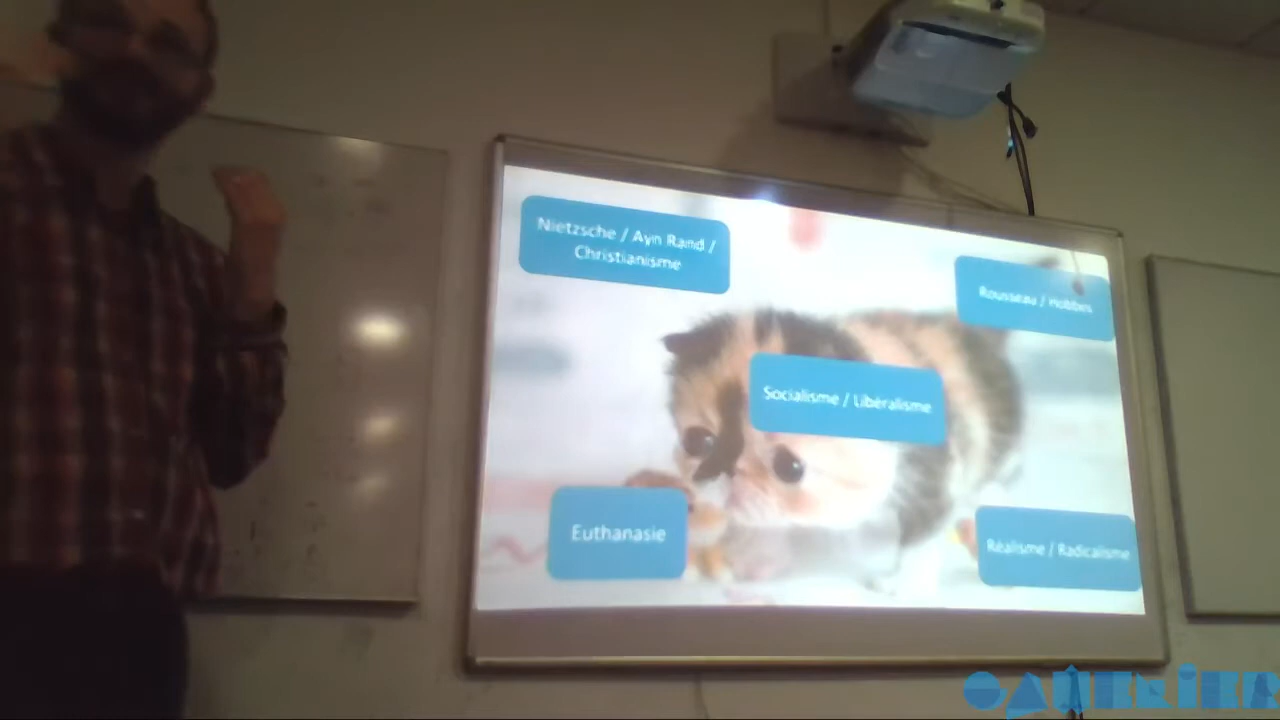 Nietzsche / Ayn Rand /
Christianisme
Rousseau / Hobbes
Socialisme / Libéralisme
Euthanasie
Réalisme / Radicalisme